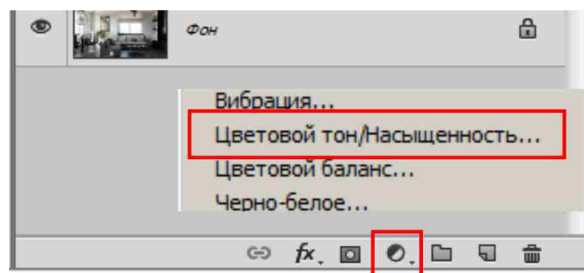 Фон
Вибрация...
Цветовой тон/Насыщенность...
Цветовой баланс...
Черно-белое...
fx